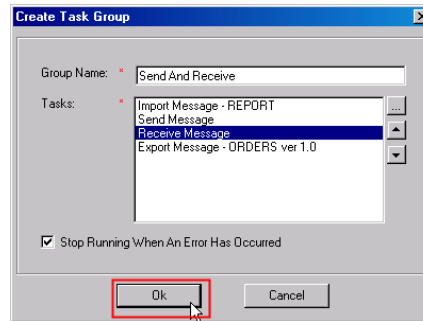 Create Task Group
Group Name: * Send And Receive
Tasks: * Import Message - REPORT
Send Message
Receive Message
Export Message - ORDERS ver 1.0
...
Stop Running When An Error Has Occurred
Ok Cancel